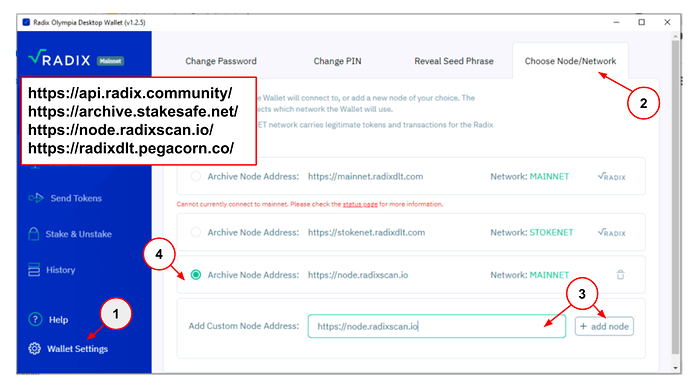 Radix Olympia Desktop Wallet (v1.2.5)
RADIX Mainnet
Change Password
Change PIN
Reveal Seed Phrase
Choose Node/Network
2
https://api.radix.community/
https://archive.stakesafe.net/
https://node.radixscan.io/
https://radixdlt.pegacorn.co/
e Wallet will connect to, or add a new node of your choice. The
ects which network the Wallet will use.
ET network carries legitimate tokens and transactions for the Radix
Archive Node Address: https://mainnet.radixdlt.com Network: MAINNET RADIX
Cannot currently connect to mainnet. Please check the status page for more information.
Send Tokens
Archive Node Address: https://stokenet.radixdlt.com Network: STOKENET RADIX
Stake & Unstake
4
History
Archive Node Address: https://node.radixscan.io Network: MAINNET
3
1
Help
Add Custom Node Address: https://node.radixscan.io + add node
Wallet Settings